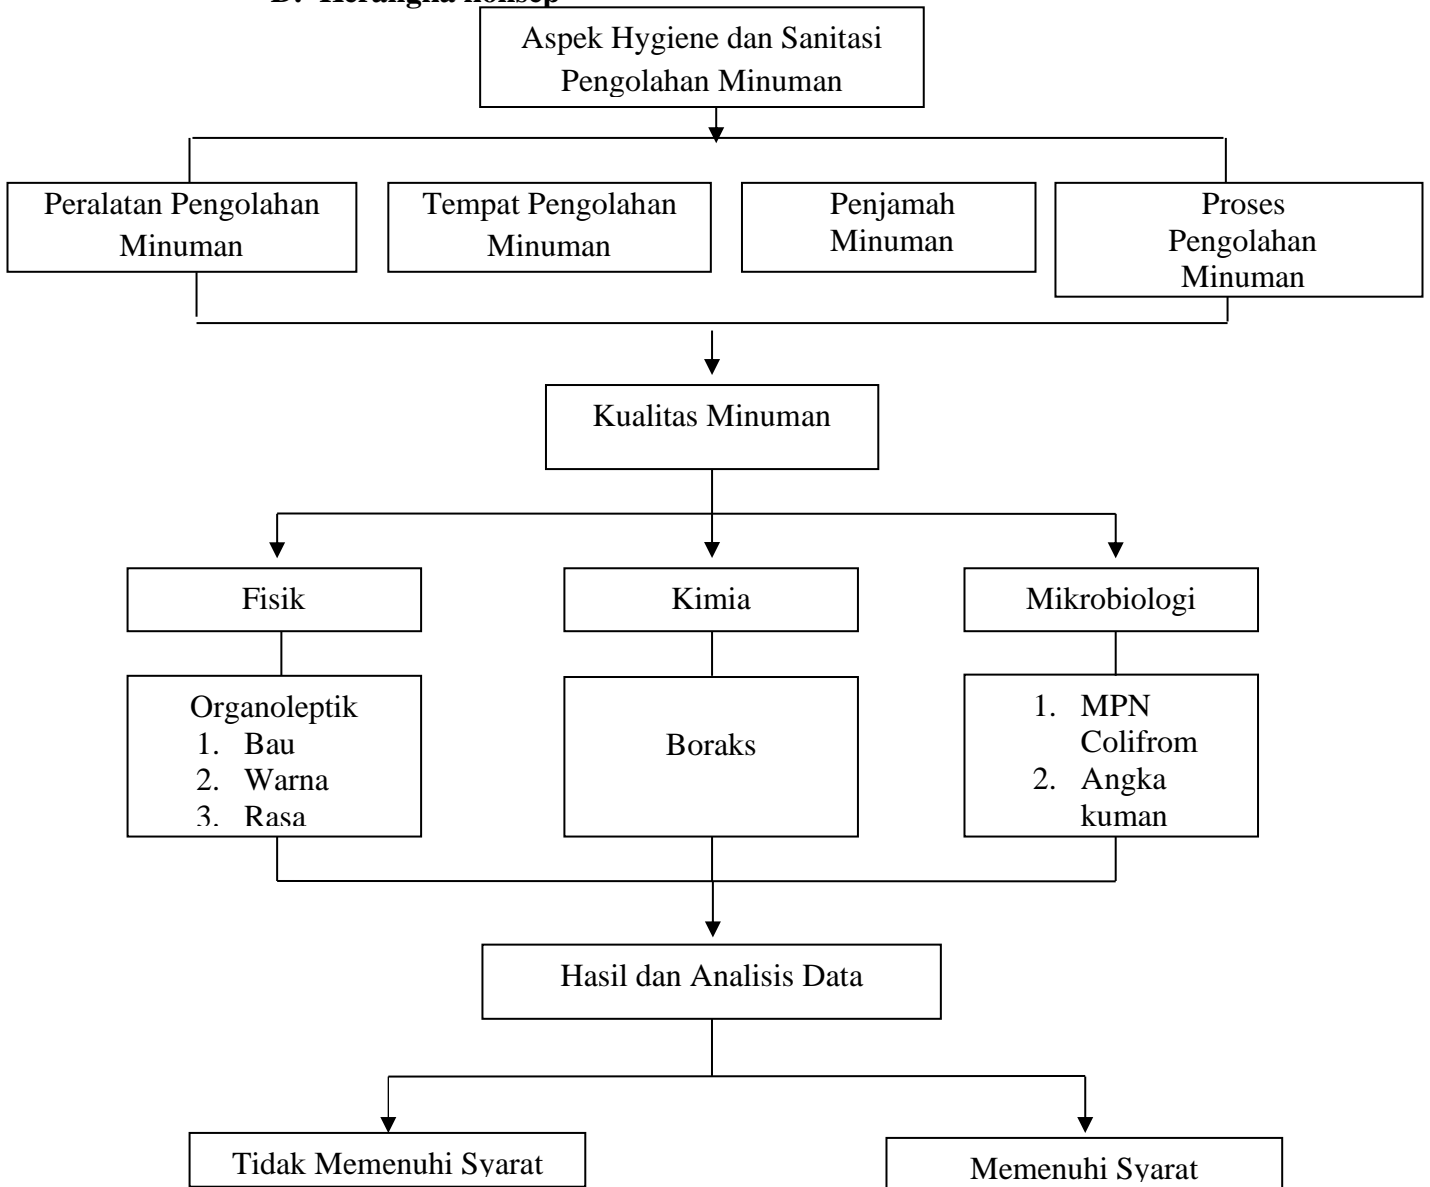 D. Kerangka konsep
Aspek Hygiene dan Sanitasi
Pengolahan Minuman
Peralatan Pengolahan
Minuman
Tempat Pengolahan
Minuman
Penjamah
Minuman
Proses
Pengolahan
Minuman
Kualitas Minuman
Fisik
Kimia
Mikrobiologi
Organoleptik
1. Bau
2. Warna
3. Rasa
Boraks
1. MPN
Colifrom
2. Angka
kuman
Hasil dan Analisis Data
Tidak Memenuhi Syarat
Memenuhi Syarat